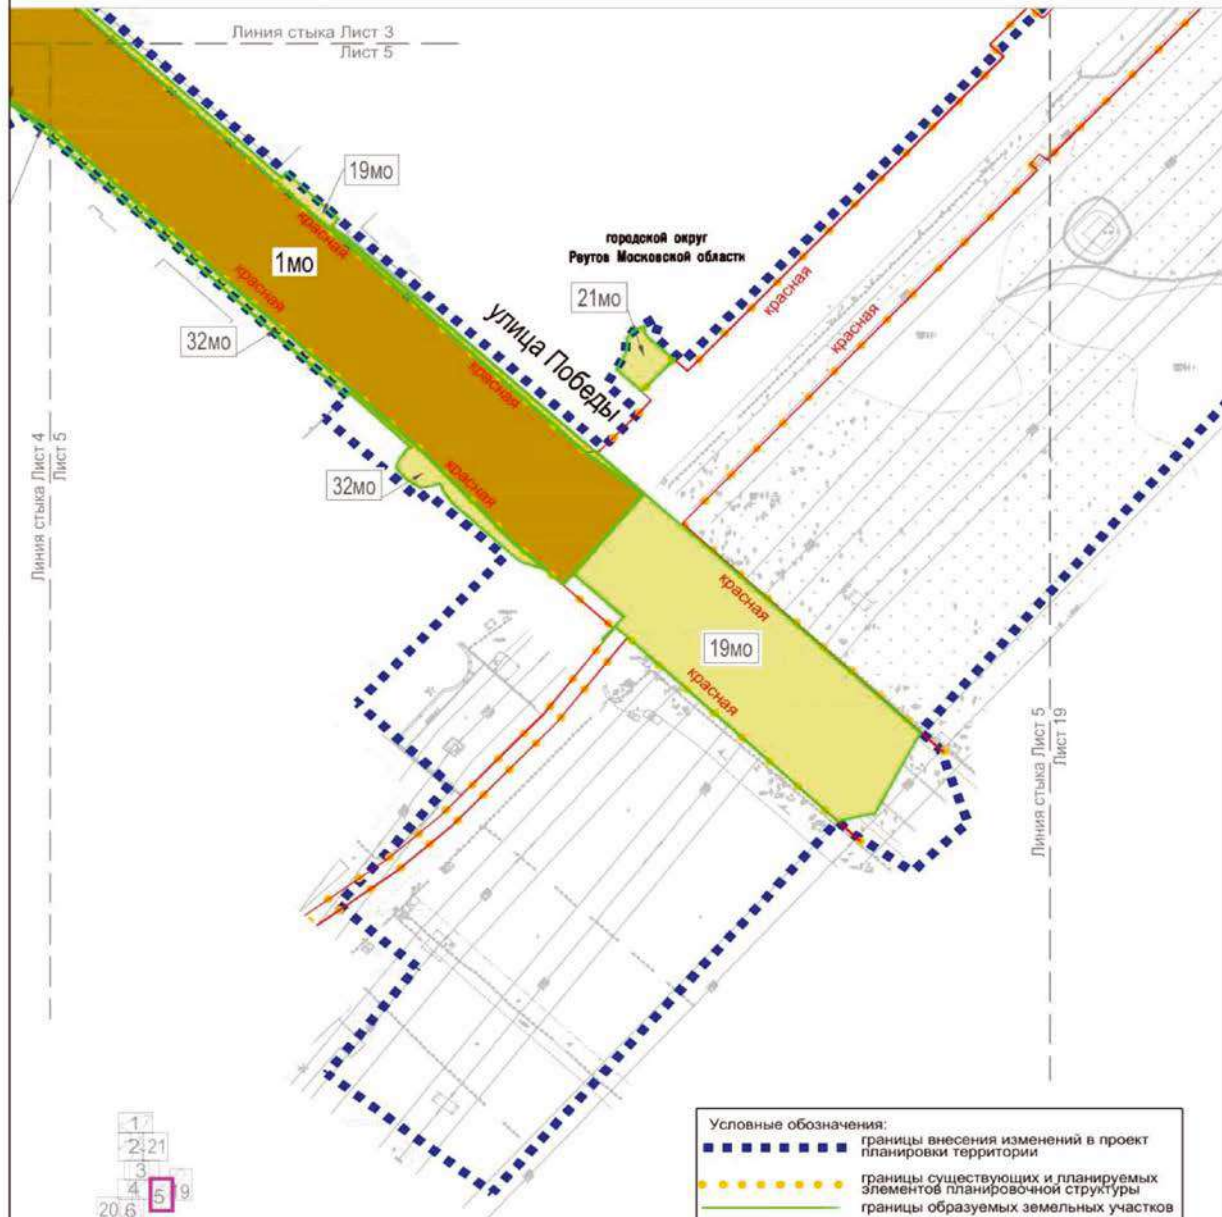 Линия стыка Лист 3
Лист 5
19мо
красная
1мо
красная
32мо
городской округ
Реутов Московской области
21мо
улица Победы
красная
красная
красная
Линия стыка Лист 4
Лист 5
32мо
красная
красная
19мо
красная
Линия стыка Лист 5
Лист 19
1
2 21
3
4 5 19
20 6
Условные обозначения:
границы внесения изменений в проект
планировки территории
границы существующих и планируемых
элементов планировочной структуры
границы образуемых земельных участков